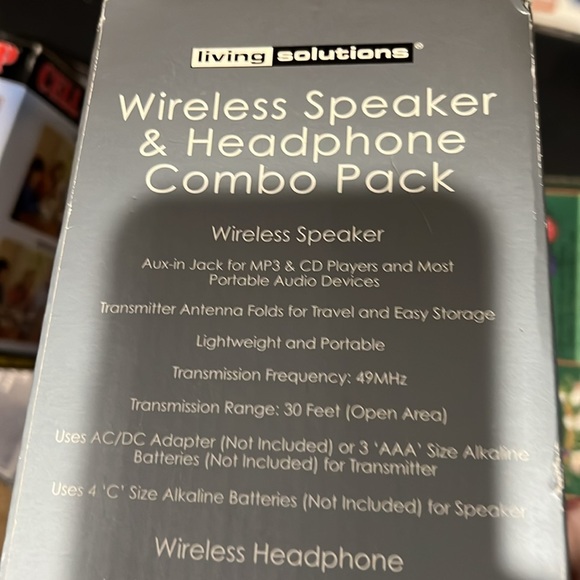 living solutions®
Wireless Speaker
& Headphone
Combo Pack
Wireless Speaker
Aux-in Jack for MP3 & CD Players and Most
Portable Audio Devices
Transmitter Antenna Folds for Travel and Easy Storage
Lightweight and Portable
Transmission Frequency: 49MHz
Transmission Range: 30 Feet (Open Area)
Uses AC/DC Adapter (Not Included) or 3 'AAA' Size Alkaline
Batteries (Not Included) for Transmitter
Uses 4 'C' Size Alkaline Batteries (Not Included) for Speaker
Wireless Headphone